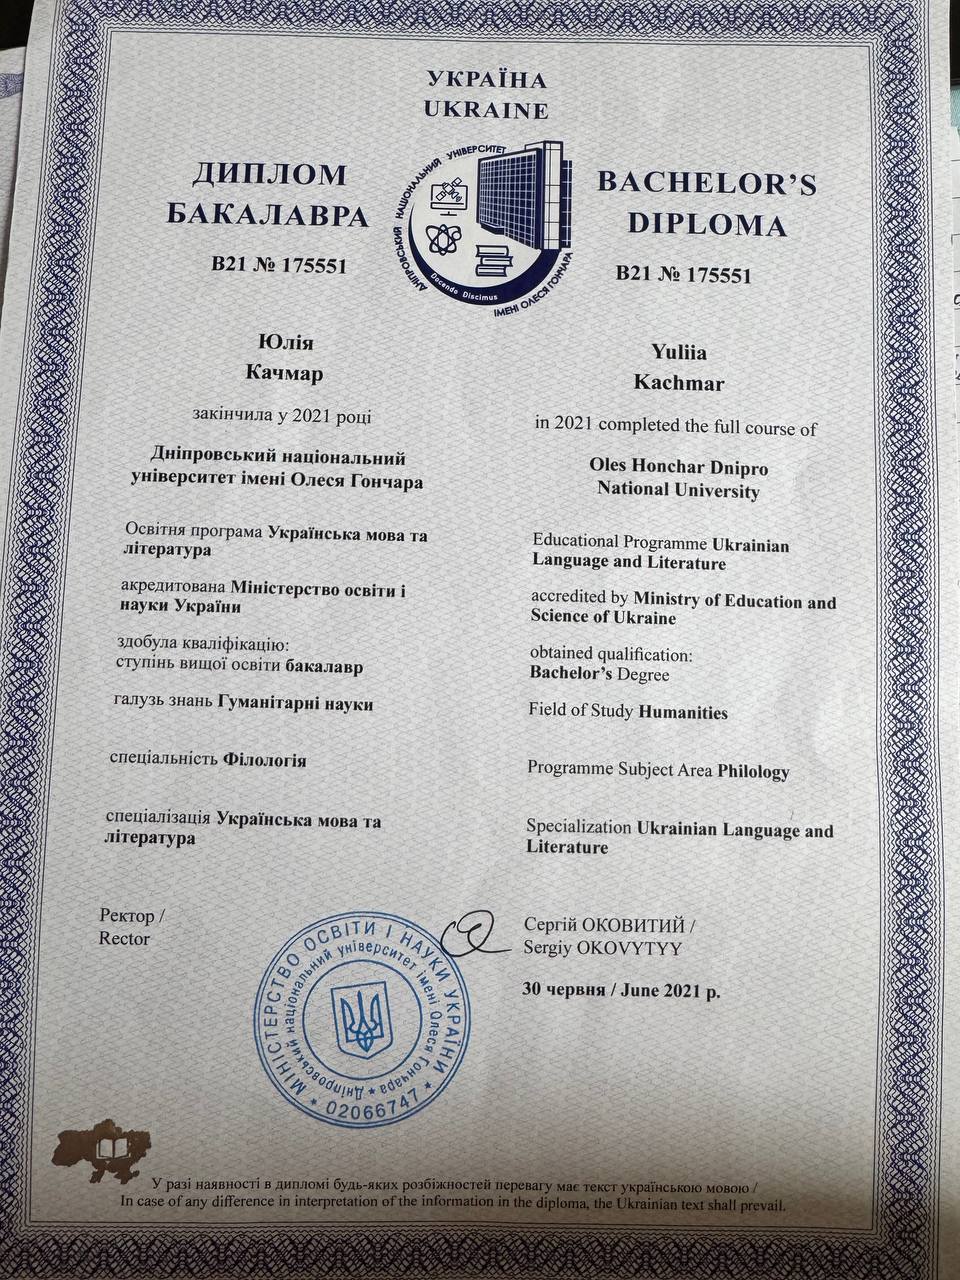 УКРАЇНА
UKRAINE
ДИПЛОМ
БАКАЛАВРА
B21 № 175551
ДНІПРОВСЬКИЙ НАЦІОНАЛЬНИЙ УНІВЕРСИТЕТ
ІМЕНІ ОЛЕСЯ ГОНЧАРА
Docendo Discimus
BACHELOR'S
DIPLOMA
B21 № 175551
Юлія
Качмар
закінчила у 2021 році
Дніпровський національний
університет імені Олеся Гончара
Освітня програма Українська мова та
література
акредитована Міністерство освіти і
науки України
здобула кваліфікацію:
ступінь вищої освіти бакалавр
галузь знань Гуманітарні науки
спеціальність Філологія
спеціалізація Українська мова та
література
Yuliia
Kachmar
in 2021 completed the full course of
Oles Honchar Dnipro
National University
Educational Programme Ukrainian
Language and Literature
accredited by Ministry of Education and
Science of Ukraine
obtained qualification:
Bachelor's Degree
Field of Study Humanities
Programme Subject Area Philology
Specialization Ukrainian Language and
Literature
Ректор /
Rector
МІНІСТЕРСТВО ОСВІТИ І НАУКИ УКРАЇНИ
* 02066747 *
Дніпровський національний університет імені Олеся Гончара *
Сергій ОКОВИТИЙ /
Sergiy OKOVYTYY
30 червня / June 2021 р.
У разі наявності в дипломі будь-яких розбіжностей перевагу має текст українською мовою /
In case of any difference in interpretation of the information in the diploma, the Ukrainian text shall prevail.